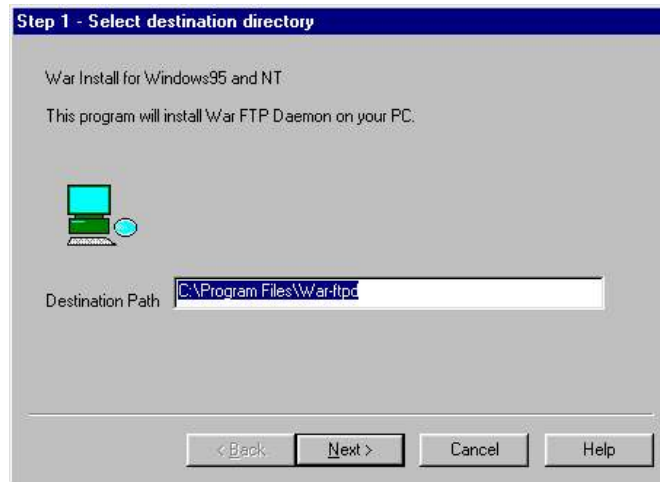 Step 1 - Select destination directory
War Install for Windows95 and NT
This program will install War FTP Daemon on your PC.
Destination Path C:\Program Files\War-ftpd
< Back Next > Cancel Help